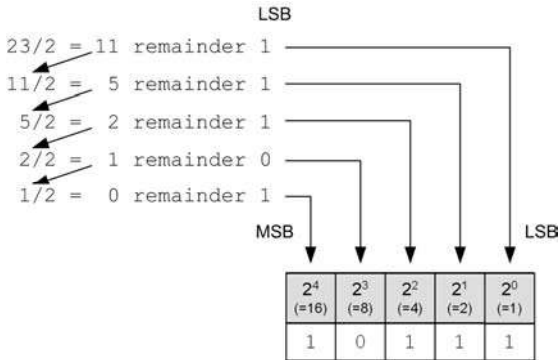 LSB
23/2 = 11 remainder 1
11/2 = 5 remainder 1
5/2 = 2 remainder 1
2/2 = 1 remainder 0
1/2 = 0 remainder 1
MSB LSB
2⁴ 2³ 2² 2¹ 2⁰
(=16) (=8) (=4) (=2) (=1)
1 0 1 1 1